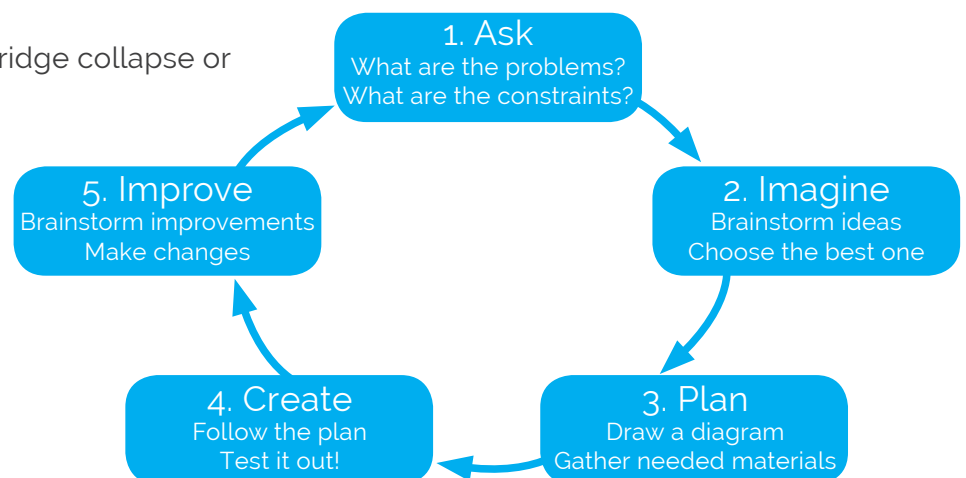 ridge collapse or
1. Ask
What are the problems?
What are the constraints?
2. Imagine
Brainstorm ideas
Choose the best one
3. Plan
Draw a diagram
Gather needed materials
4. Create
Follow the plan
Test it out!
5. Improve
Brainstorm improvements
Make changes